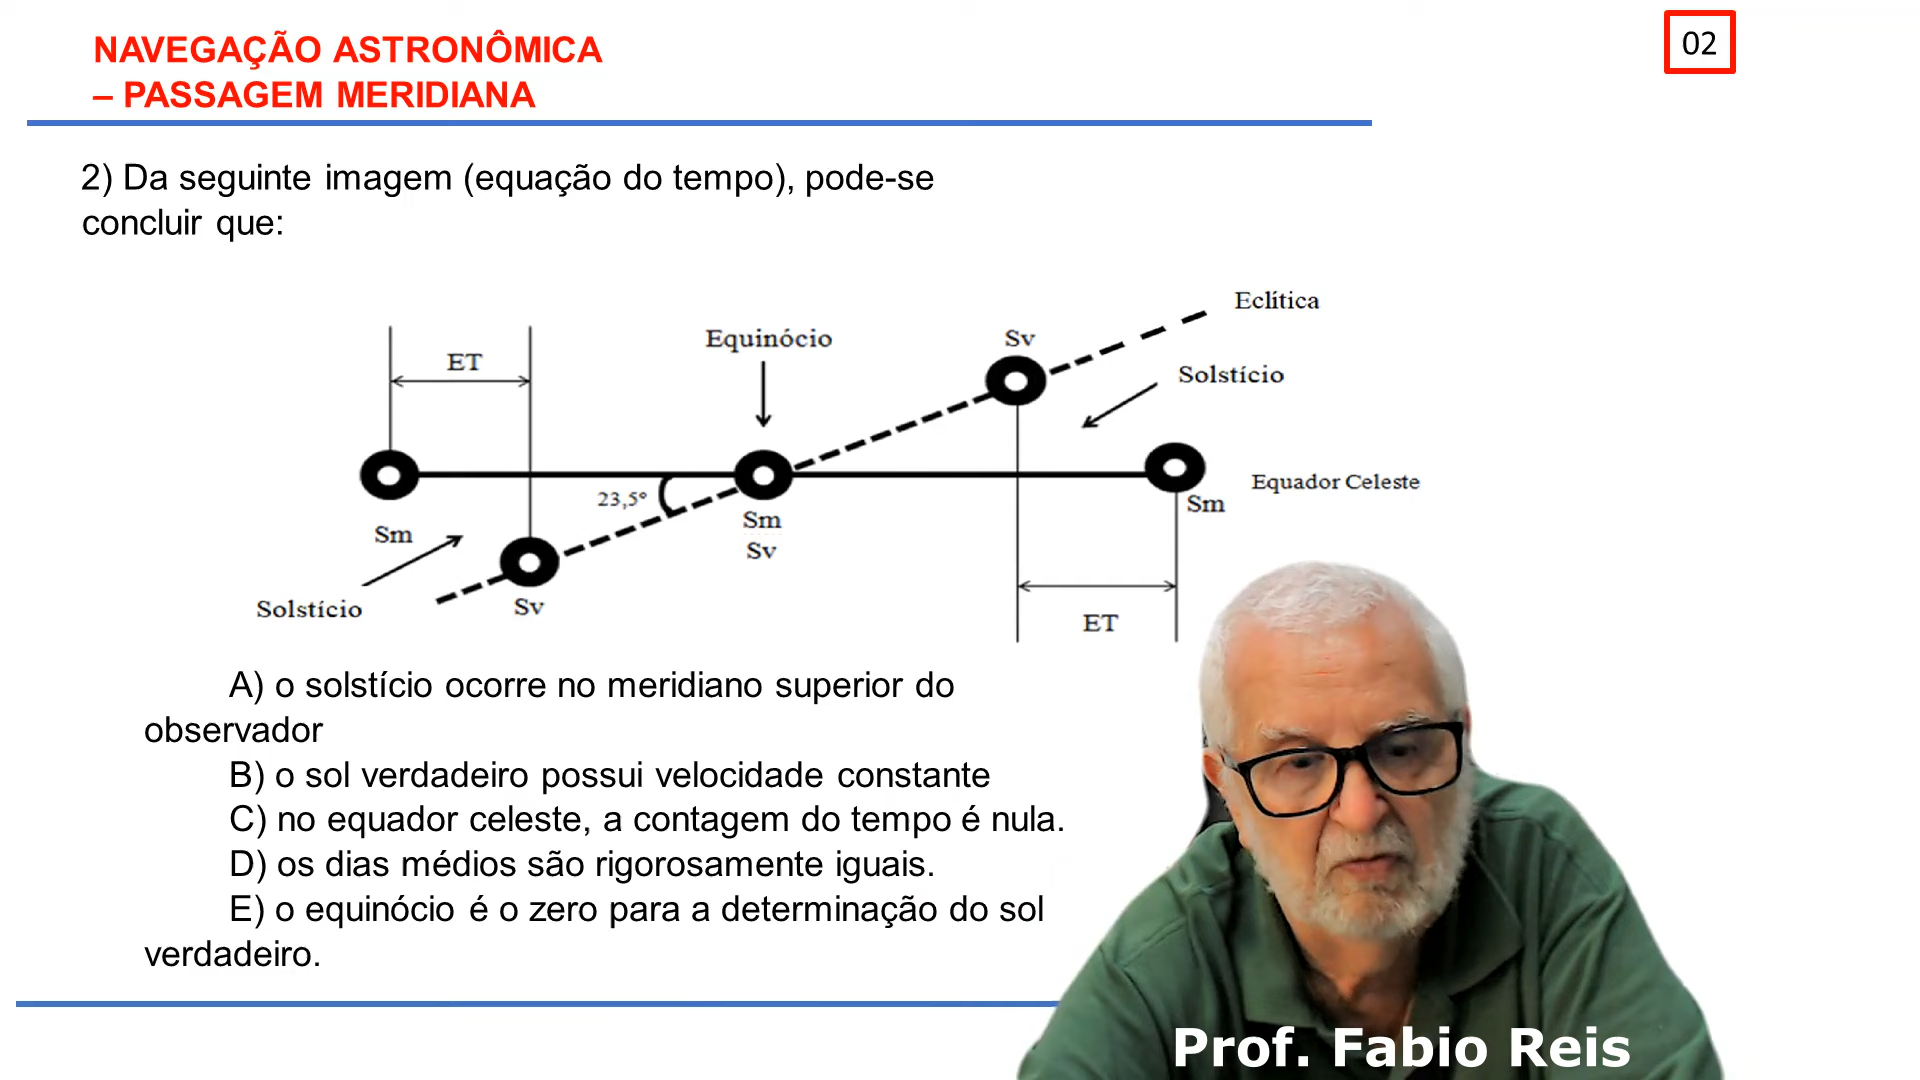 NAVEGAÇÃO ASTRONÔMICA
– PASSAGEM MERIDIANA
02
2) Da seguinte imagem (equação do tempo), pode-se
concluir que:
Eclítica
Equinócio
Sv
ET
Solstício
23,5°
Equador Celeste
Sm
Sm
Sm
Sv
Solstício
Sv
ET
A) o solstício ocorre no meridiano superior do
observador
B) o sol verdadeiro possui velocidade constante
C) no equador celeste, a contagem do tempo é nula.
D) os dias médios são rigorosamente iguais.
E) o equinócio é o zero para a determinação do sol
verdadeiro.
Prof. Fabio Reis